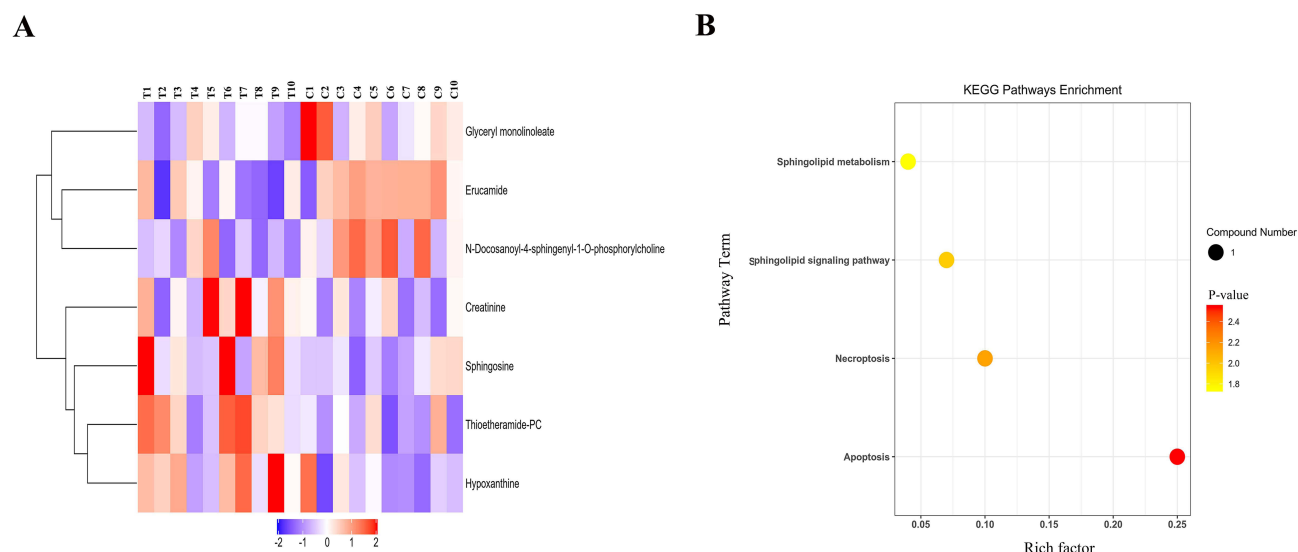 A
B
T1 T2 T3 T4 T5 T6 T7 T8 T9 T10 C1 C2 C3 C4 C5 C6 C7 C8 C9 C10
Glyceryl monolinoleate
Erucamide
N-Docosanoyl-4-sphingenyl-1-O-phosphorylcholine
Creatinine
Sphingosine
Thioetheramide-PC
Hypoxanthine
-2 -1 0 1 2
KEGG Pathways Enrichment
Pathway Term
Sphingolipid metabolism
Sphingolipid signaling pathway
Necroptosis
Apoptosis
0.05 0.10 0.15 0.20 0.25
Rich factor
Compound Number
1
P-value
2.4
2.0
1.8